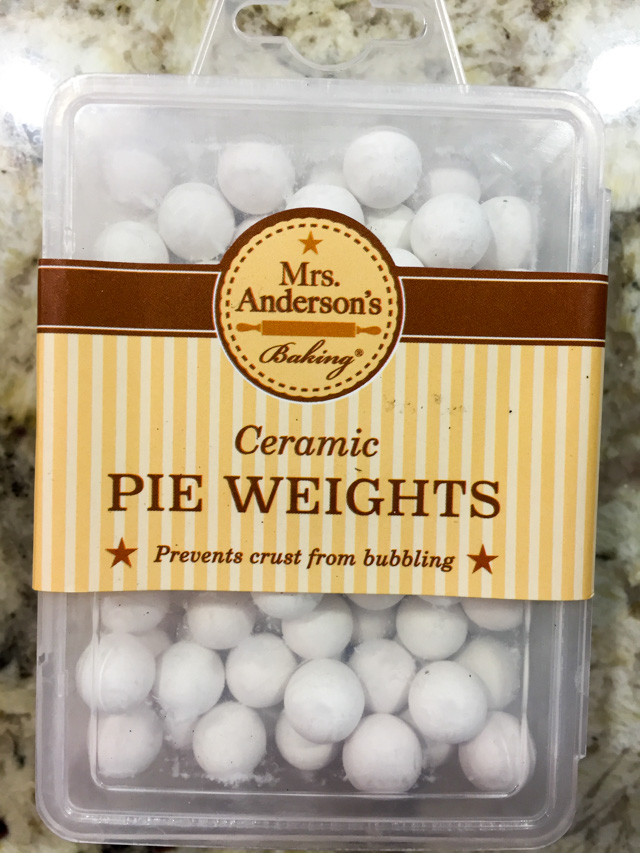 Mrs.
Anderson's
Baking®
Ceramic
PIE WEIGHTS
Prevents crust from bubbling